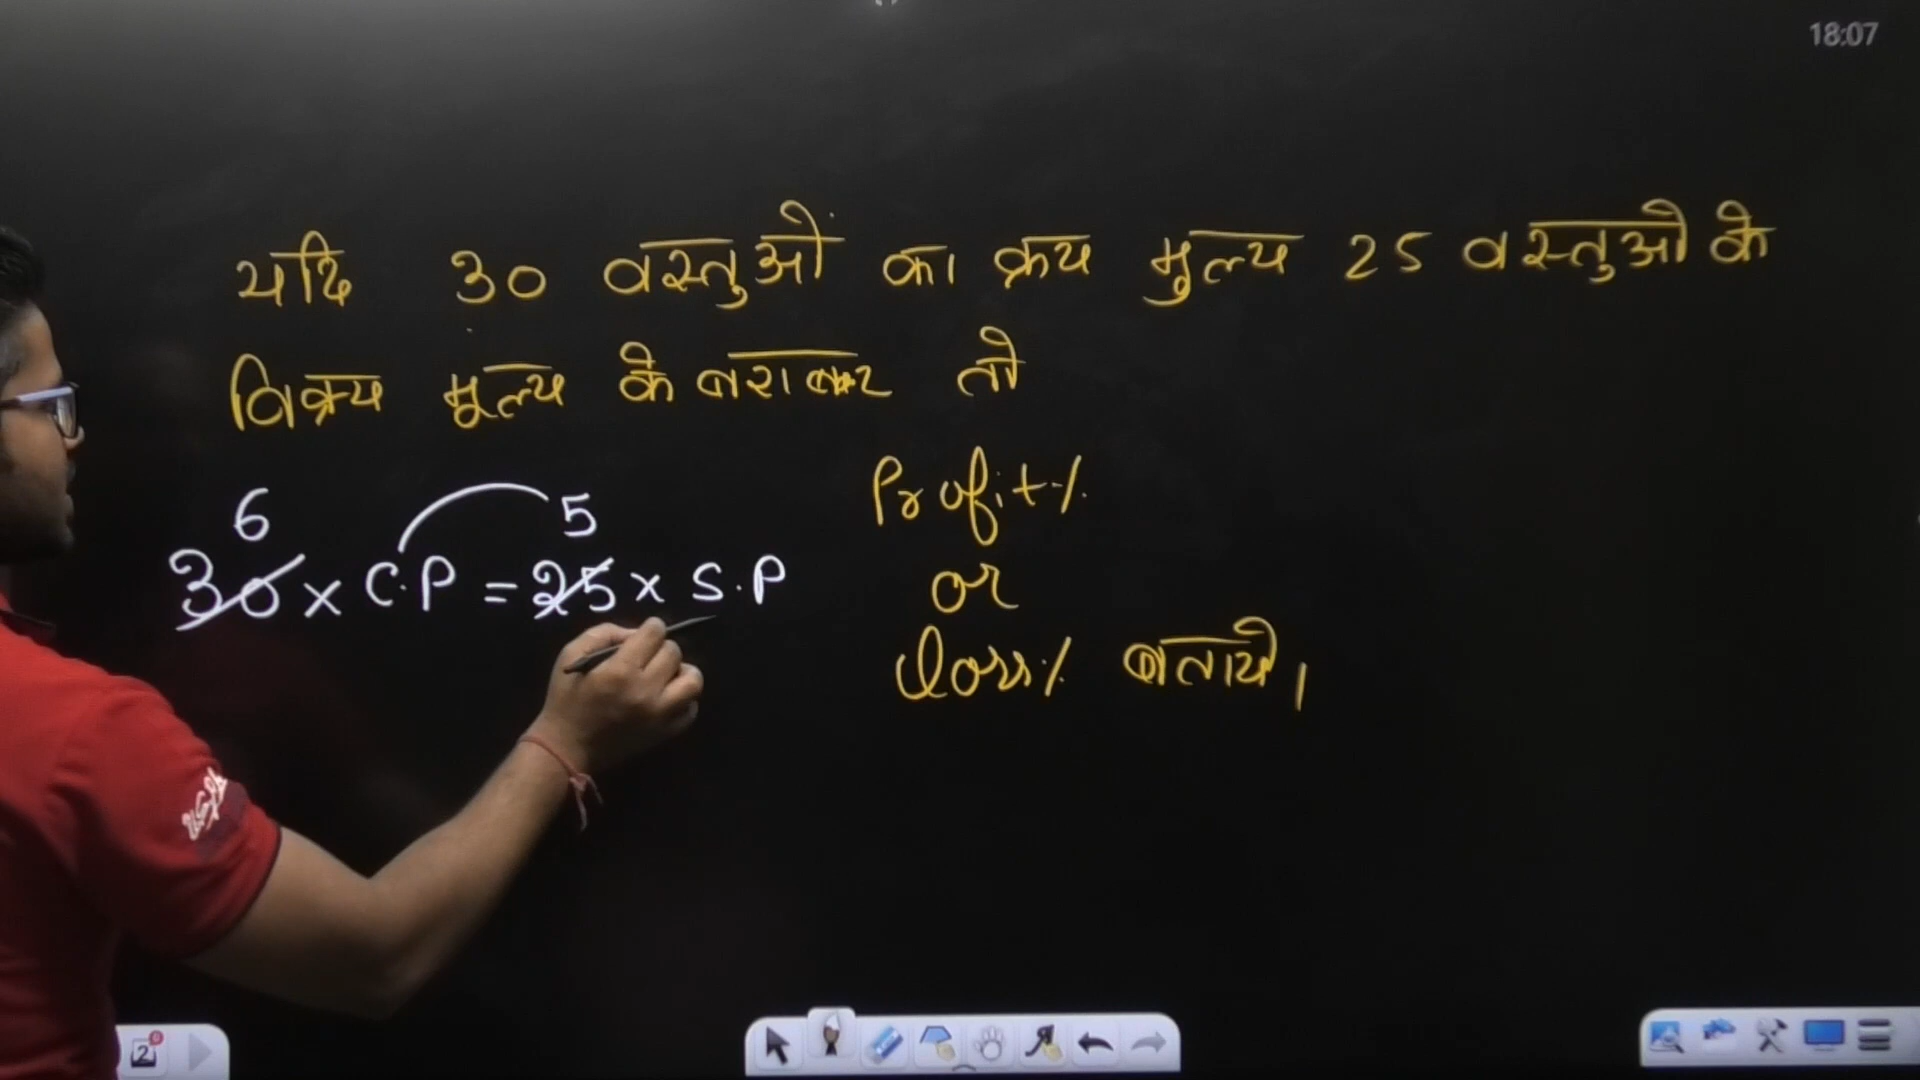 18:07
यदि 30 वस्तुओं का क्रय मुल्य 25 वस्तुओ के
विक्रय मूल्य के बराबर तो
Profit%
or
loss% बताये।
6 5
30 x C.P = 25 x S.P
2